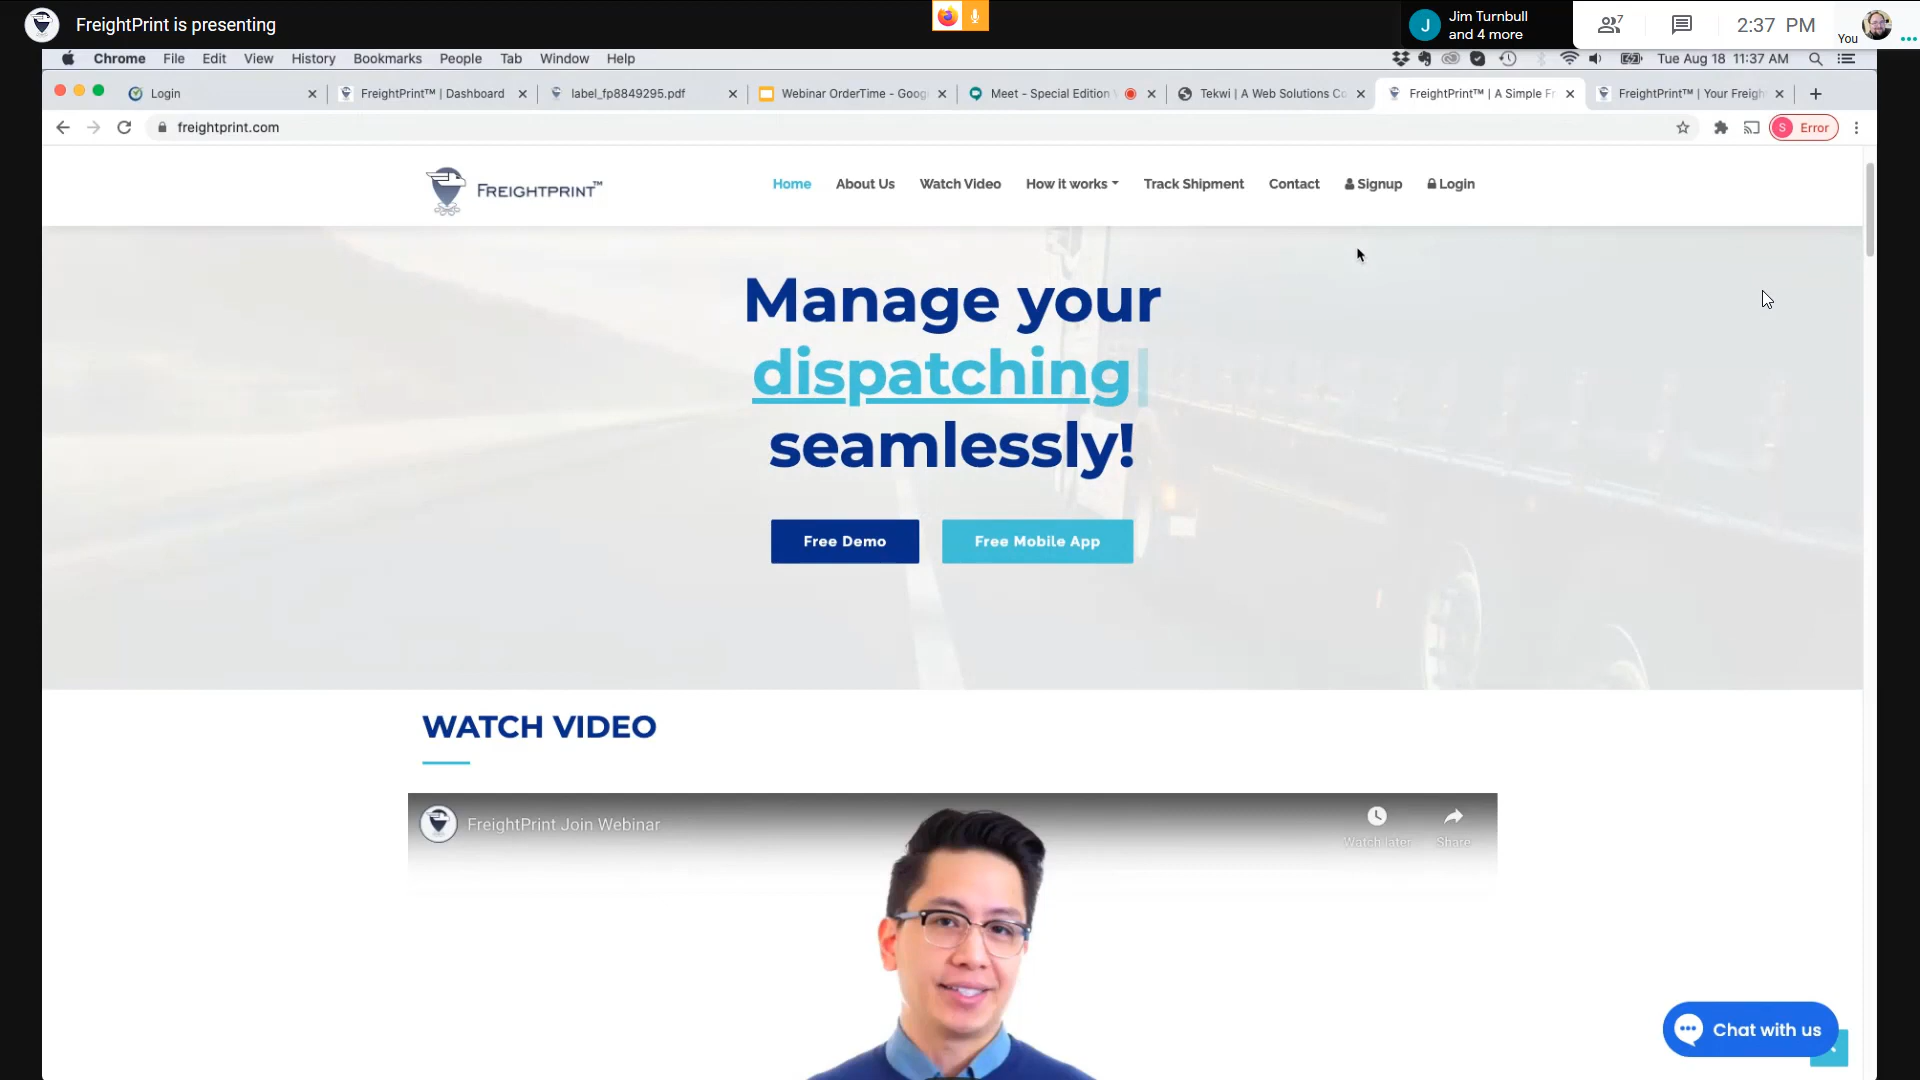 FreightPrint is presenting
Jim Turnbull
and 4 more
7
2:37 PM
You
Chrome File Edit View History Bookmarks People Tab Window Help
Tue Aug 18 11:37 AM
Login
FreightPrint™ | Dashboard
label_fp8849295.pdf
Webinar OrderTime - Goog
Meet - Special Edition
Tekwi | A Web Solutions Co
FreightPrint™ | A Simple Fr
FreightPrint™ | Your Freigh
freightprint.com
S Error
FREIGHTPRINT™
Home About Us Watch Video How it works Track Shipment Contact Signup Login
Manage your
dispatching
seamlessly!
Free Demo Free Mobile App
WATCH VIDEO
FreightPrint Join Webinar
Watch later Share
Chat with us